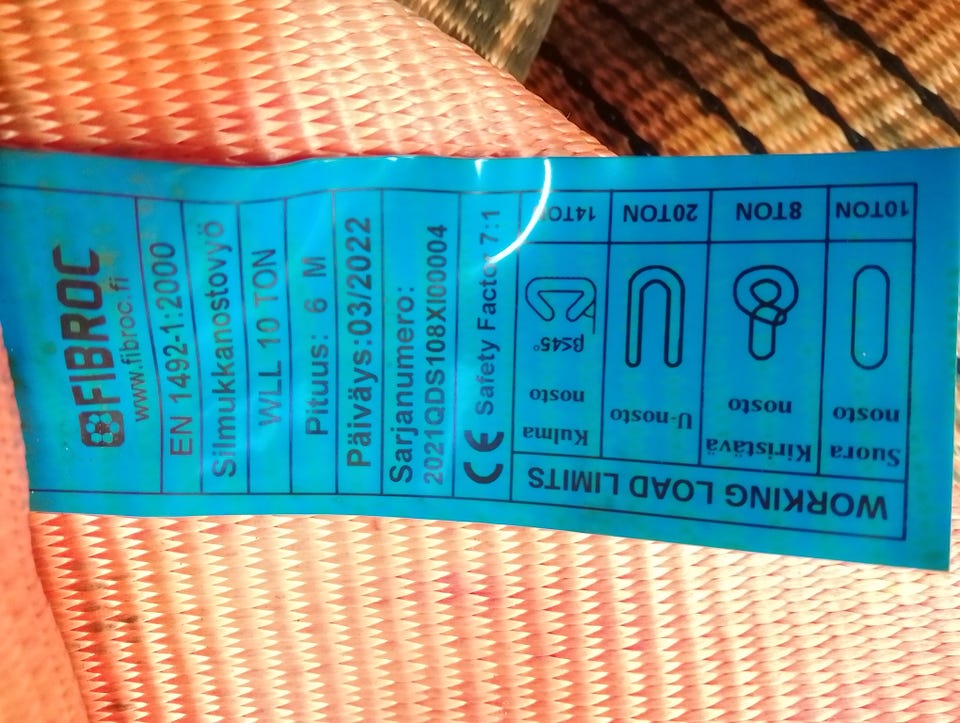 FIBROC
www.fibroc.fi
EN 1492-1:2000
Silmukkanostovyö
WLL 10 TON
Pituus: 6 M
Päiväys:03/2022
Sarjanumero:
2021QDS108XI00004
CE Safety Factor 7:1
WORKING LOAD LIMITS
Suora nosto 10TON
Kiristävä nosto 8TON
U-nosto 20TON
Kulma nosto β≤45° 14TON